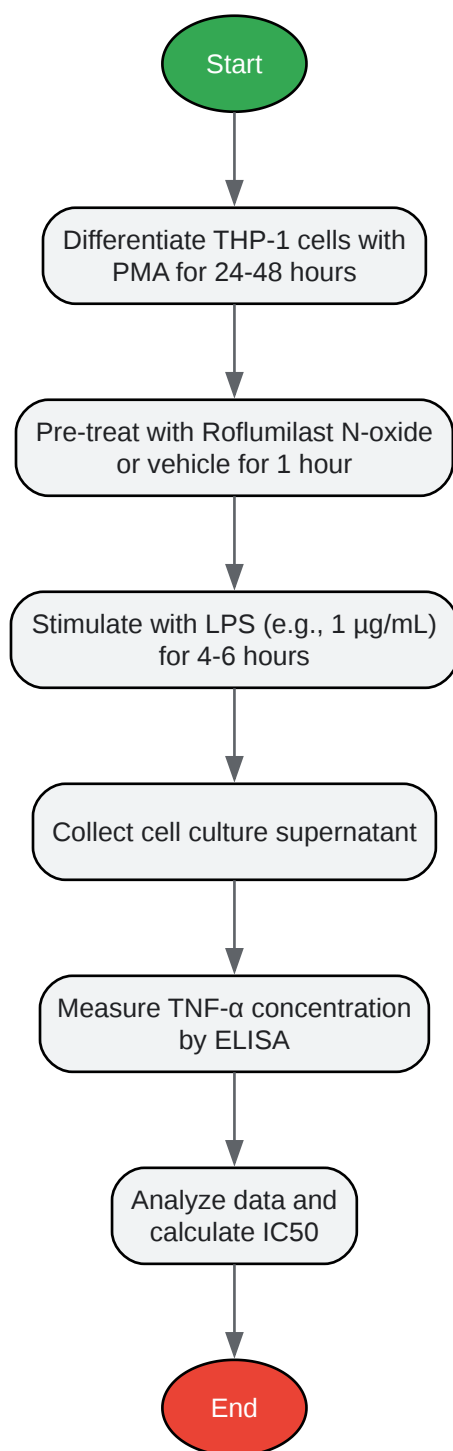 Start
Differentiate THP-1 cells with
PMA for 24-48 hours
Pre-treat with Roflumilast N-oxide
or vehicle for 1 hour
Stimulate with LPS (e.g., 1 µg/mL)
for 4-6 hours
Collect cell culture supernatant
Measure TNF-α concentration
by ELISA
Analyze data and
calculate IC50
End